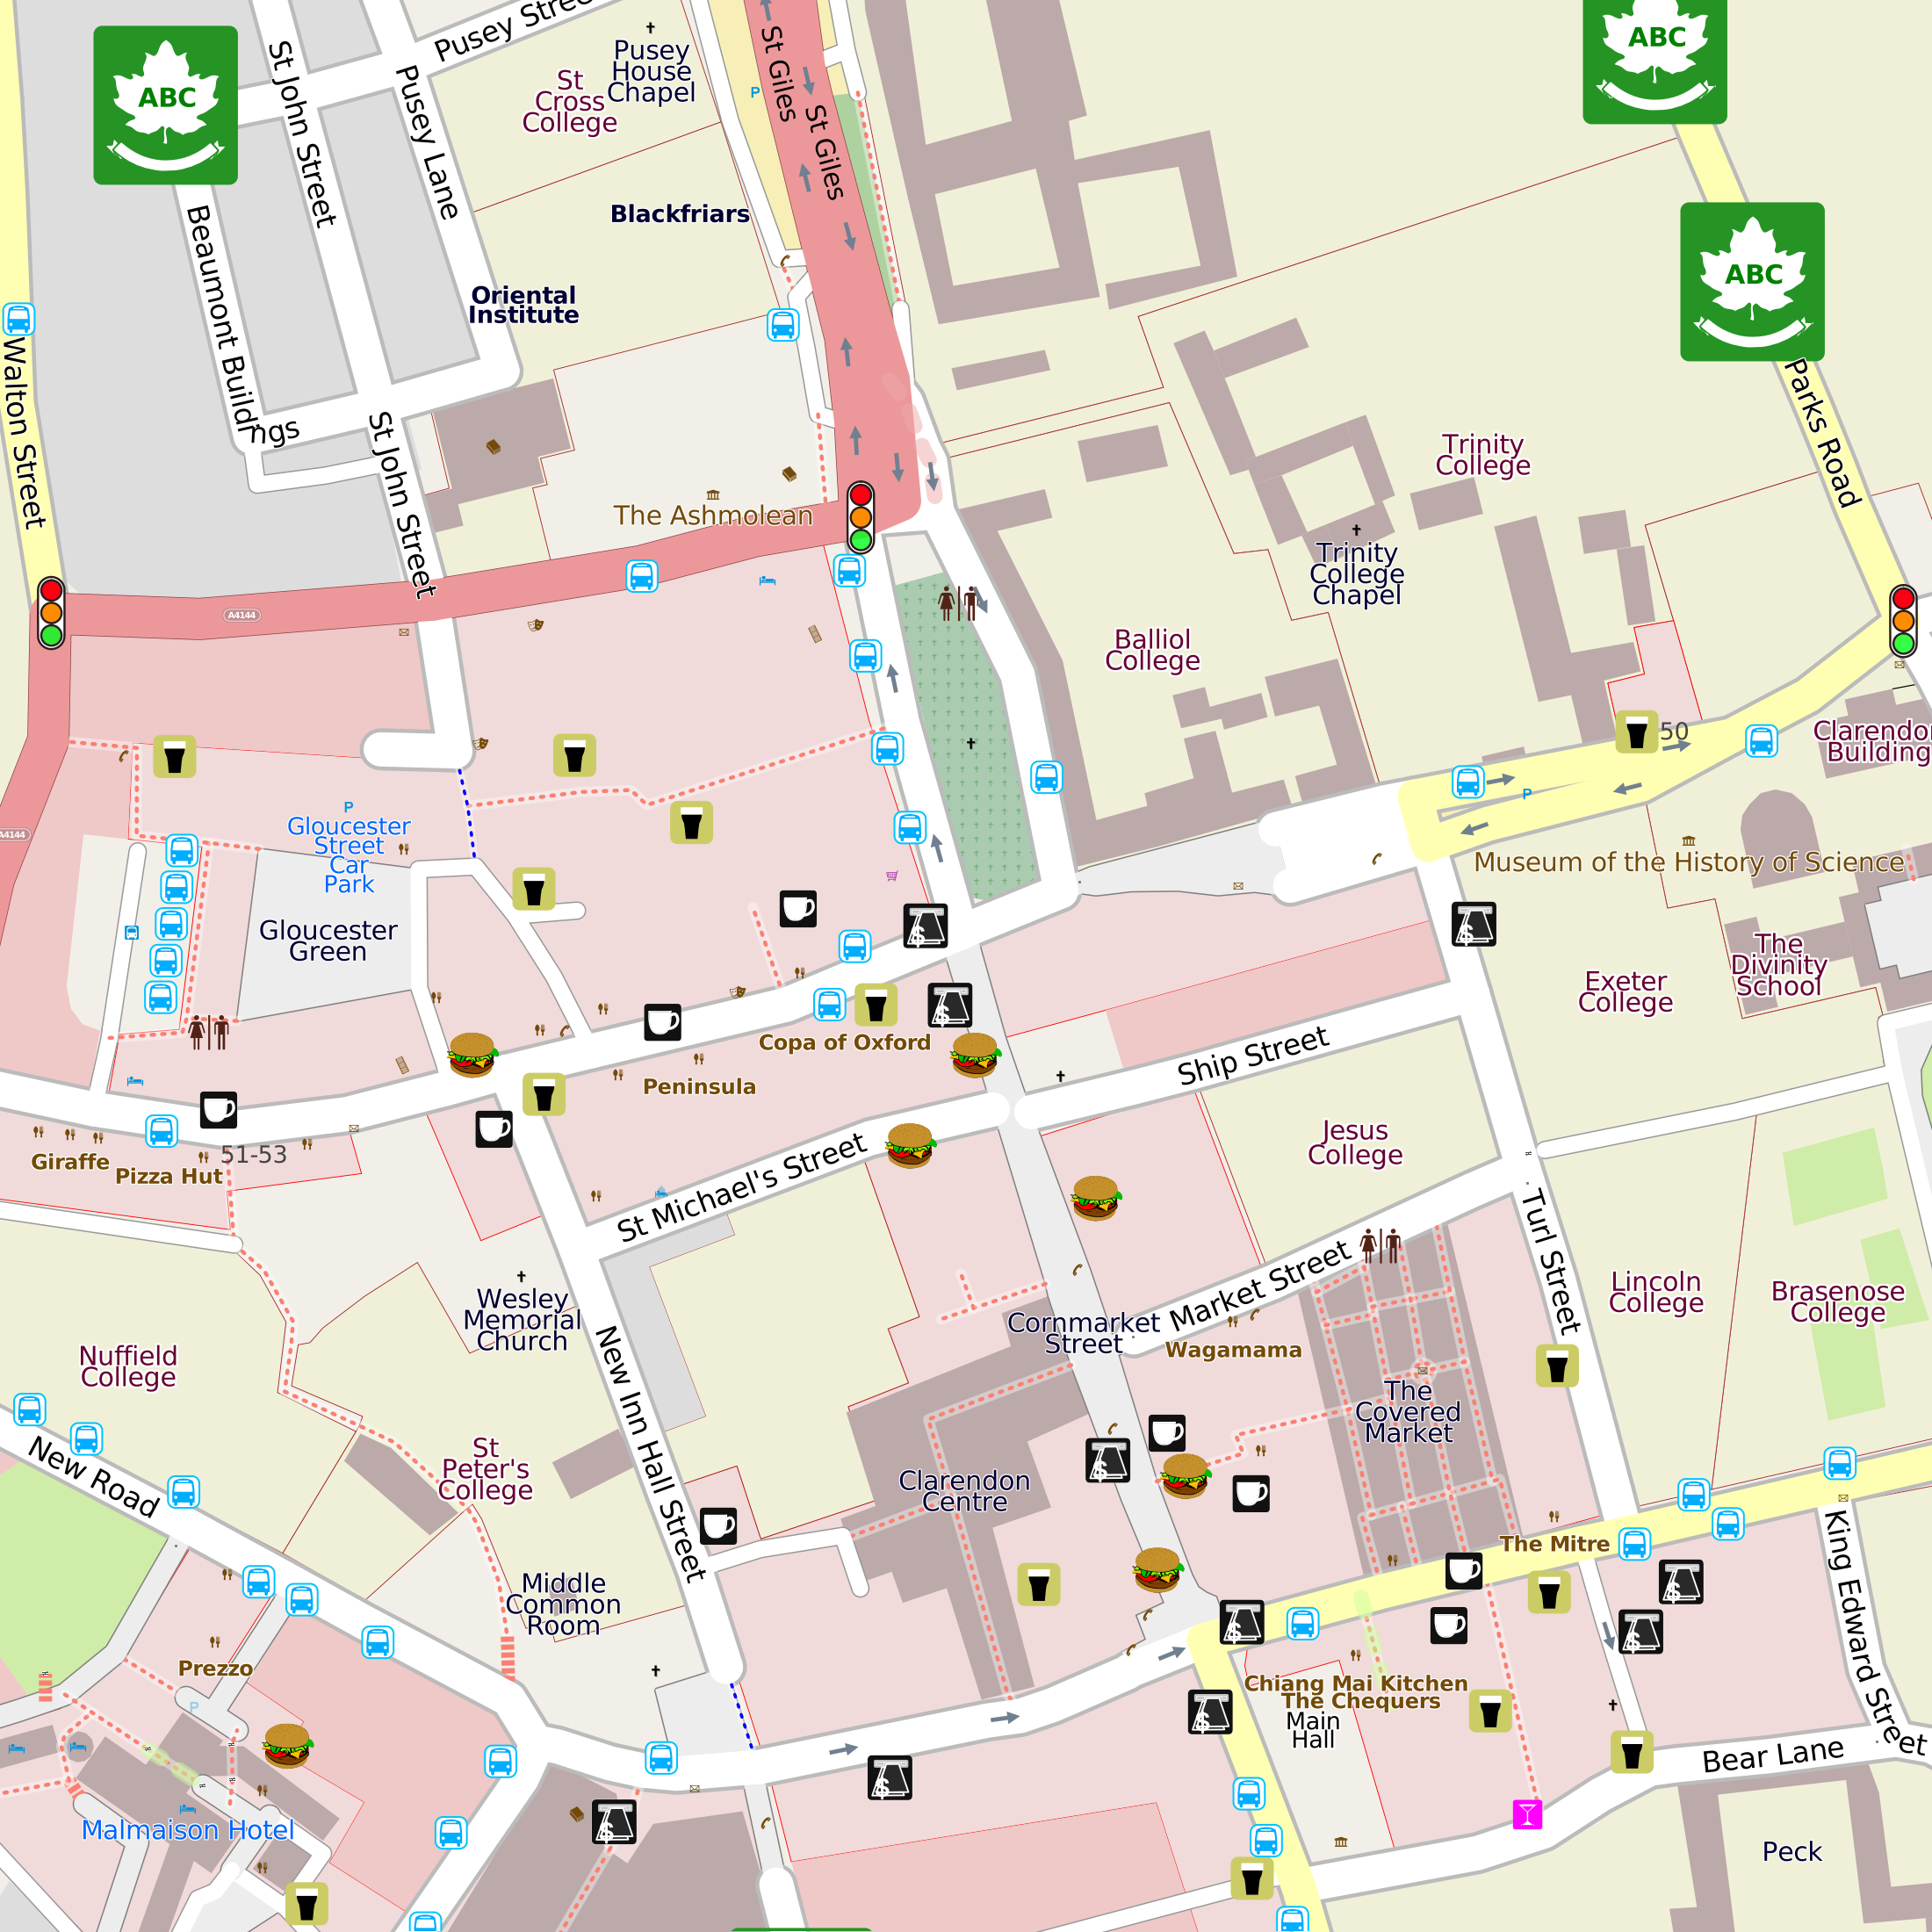 ABC
ABC
ABC
Pusey Stree
St John Street
Pusey Lane
Pusey
House
Chapel
St
Cross
College
St Giles
St Giles
Blackfriars
Beaumont Buildings
Oriental
Institute
Walton Street
St John Street
Parks Road
The Ashmolean
Trinity
College
Trinity
College
Chapel
A4144
Balliol
College
50
Clarendon
Building
A4144
P
P
P
Gloucester
Street
Car
Park
Museum of the History of Science
Gloucester
Green
The
Divinity
School
Exeter
College
Copa of Oxford
Peninsula
Ship Street
51-53
Giraffe
Pizza Hut
St Michael's Street
Jesus
College
Turl Street
Market Street
Wesley
Memorial
Church
Cornmarket
Street
Wagamama
Lincoln
College
Brasenose
College
Nuffield
College
New Inn Hall Street
The
Covered
Market
New Road
St
Peter's
College
Clarendon
Centre
The Mitre
King Edward Street
Middle
Common
Room
Prezzo
P
Chiang Mai Kitchen
The Chequers
Main
Hall
Bear Lane
Malmaison Hotel
Peck